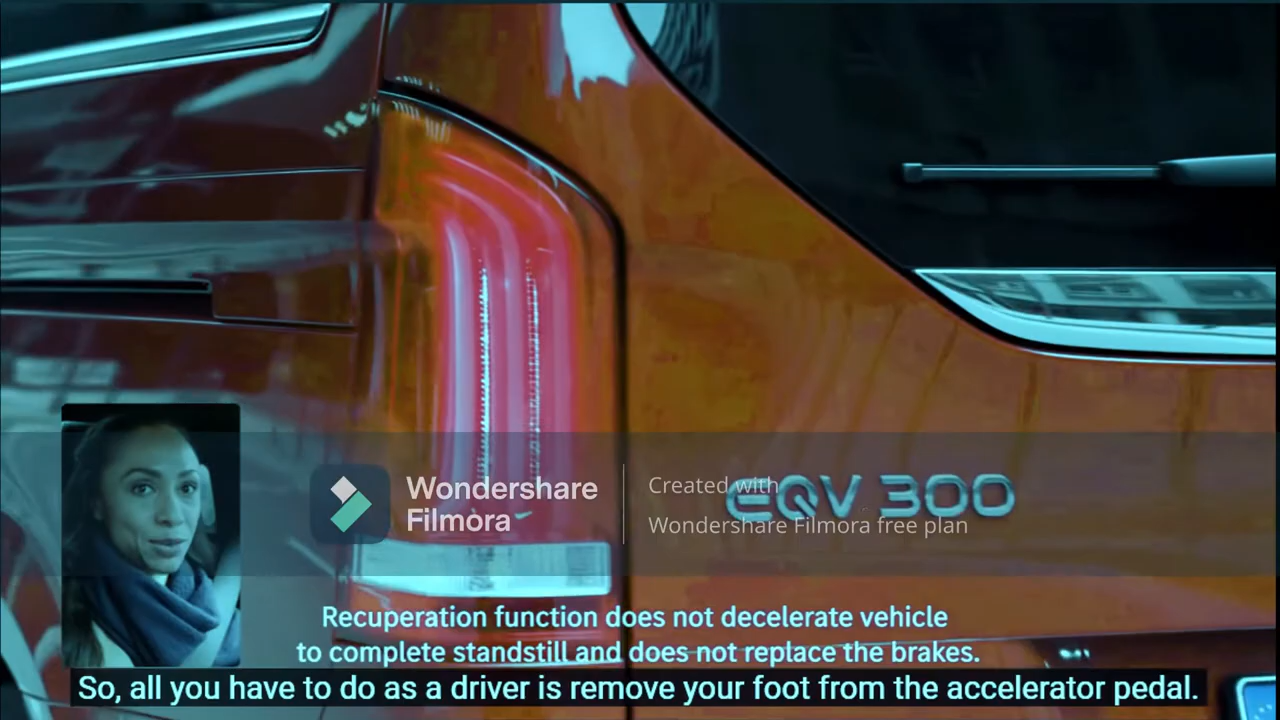 EQV 300
Wondershare
Filmora
Created with
Wondershare Filmora free plan
Recuperation function does not decelerate vehicle
to complete standstill and does not replace the brakes.
So, all you have to do as a driver is remove your foot from the accelerator pedal.